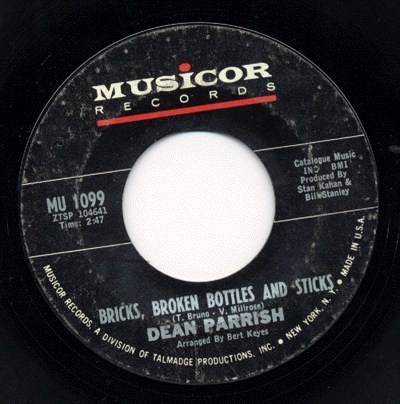 MUSICOR
RECORDS
MU 1099
ZTSP 104641
Time: 2:47
Catalogue Music
INC BMI
Produced By
Stan Kahan &
Bill Stanley
BRICKS, BROKEN BOTTLES AND STICKS
(T. Bruno - V. Millrose)
DEAN PARRISH
Arranged By Bert Keyes
MUSICOR RECORDS, A DIVISION OF TALMADGE PRODUCTIONS, INC. • NEW YORK, N. Y. • MADE IN U.S.A.